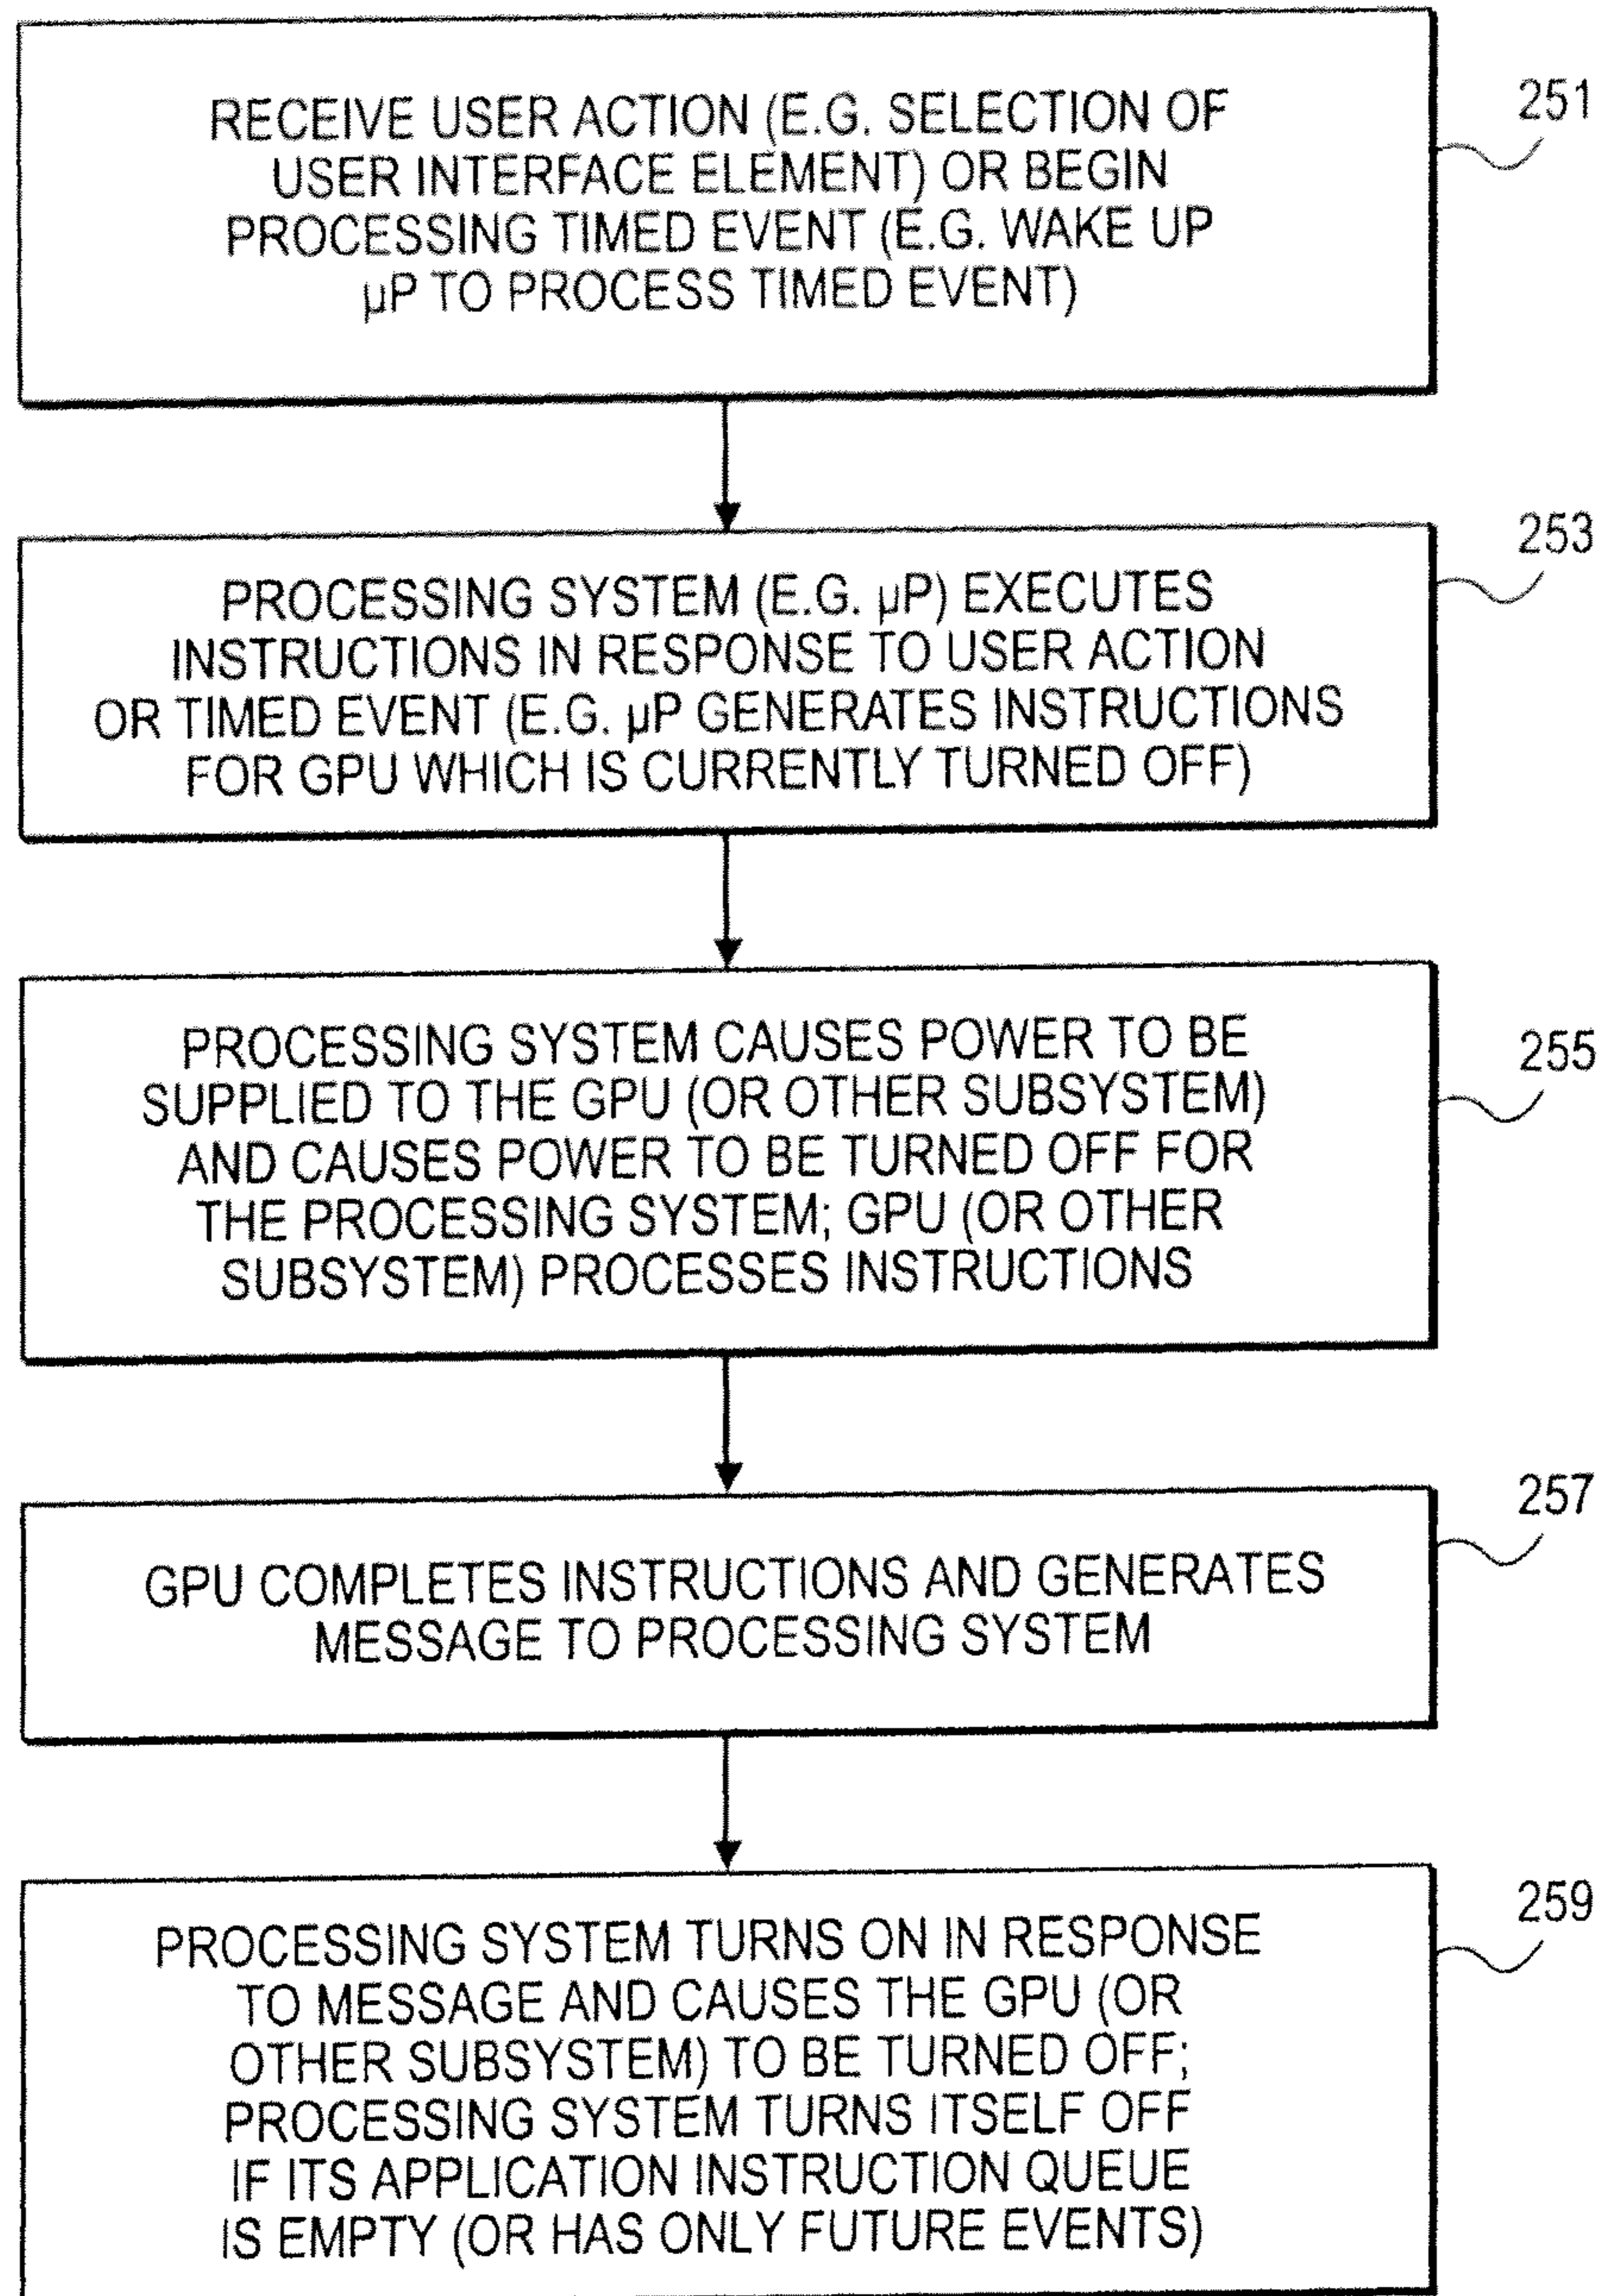 RECEIVE USER ACTION (E.G. SELECTION OF
USER INTERFACE ELEMENT) OR BEGIN
PROCESSING TIMED EVENT (E.G. WAKE UP
µP TO PROCESS TIMED EVENT)
251
PROCESSING SYSTEM (E.G. µP) EXECUTES
INSTRUCTIONS IN RESPONSE TO USER ACTION
OR TIMED EVENT (E.G. µP GENERATES INSTRUCTIONS
FOR GPU WHICH IS CURRENTLY TURNED OFF)
253
PROCESSING SYSTEM CAUSES POWER TO BE
SUPPLIED TO THE GPU (OR OTHER SUBSYSTEM)
AND CAUSES POWER TO BE TURNED OFF FOR
THE PROCESSING SYSTEM; GPU (OR OTHER
SUBSYSTEM) PROCESSES INSTRUCTIONS
255
GPU COMPLETES INSTRUCTIONS AND GENERATES
MESSAGE TO PROCESSING SYSTEM
257
PROCESSING SYSTEM TURNS ON IN RESPONSE
TO MESSAGE AND CAUSES THE GPU (OR
OTHER SUBSYSTEM) TO BE TURNED OFF;
PROCESSING SYSTEM TURNS ITSELF OFF
IF ITS APPLICATION INSTRUCTION QUEUE
IS EMPTY (OR HAS ONLY FUTURE EVENTS)
259